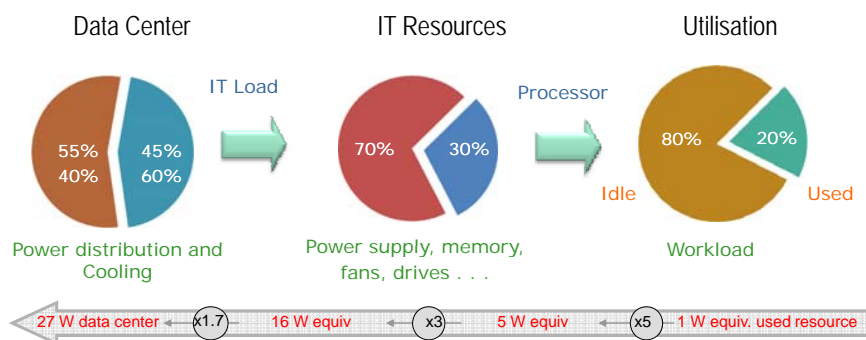 Data Center
IT Resources
Utilisation
IT Load
Processor
55%
40%
45%
60%
70%
30%
80%
20%
Idle
Used
Power distribution and
Cooling
Power supply, memory,
fans, drives . . .
Workload
27 W data center
x1.7
16 W equiv
x3
5 W equiv
x5
1 W equiv. used resource